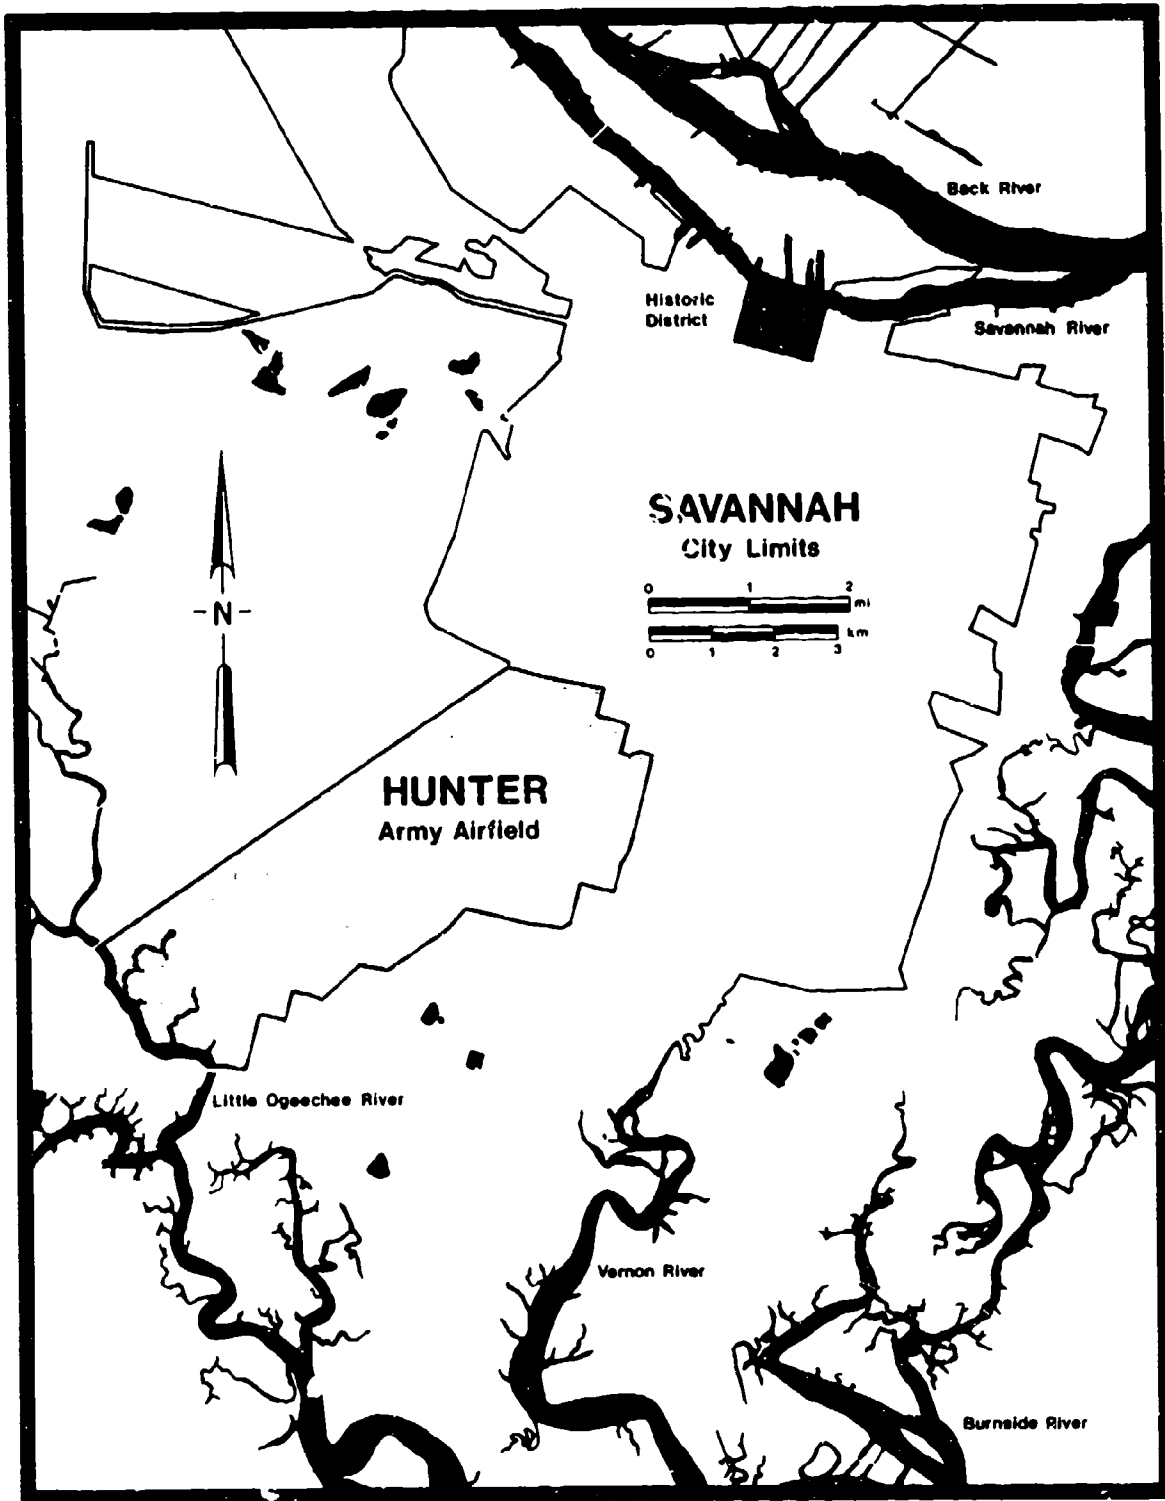 Back River
Historic
District
Savannah River
SAVANNAH
City Limits
0 1 2
mi
km
0 1 2 3
N
HUNTER
Army Airfield
Little Ogeechee River
Vernon River
Burnside River